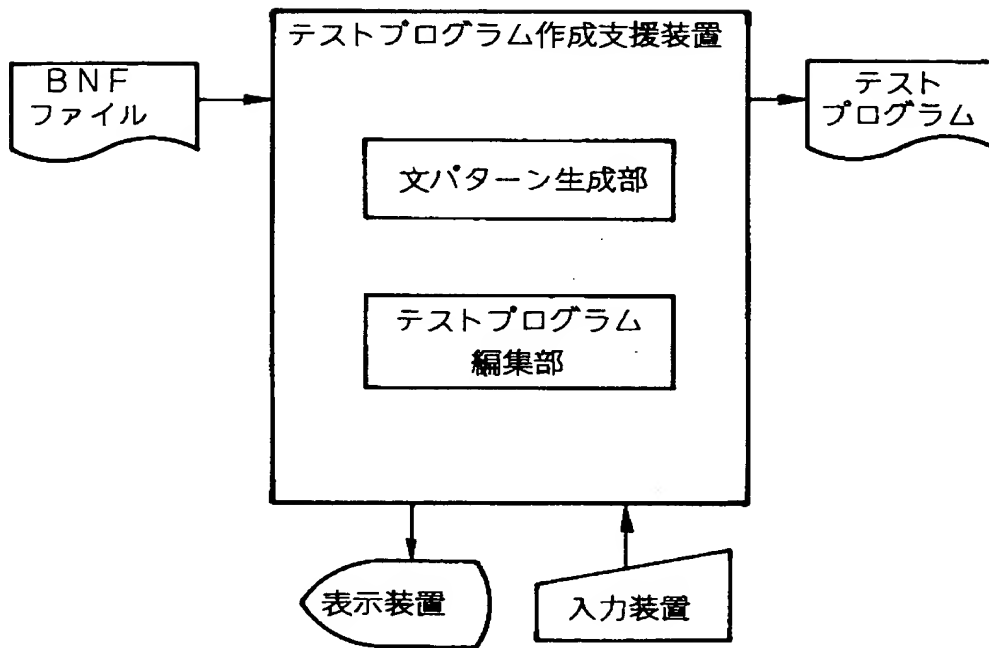 テストプログラム作成支援装置
BNF
ファイル
テスト
プログラム
文パターン生成部
テストプログラム
編集部
表示装置
入力装置